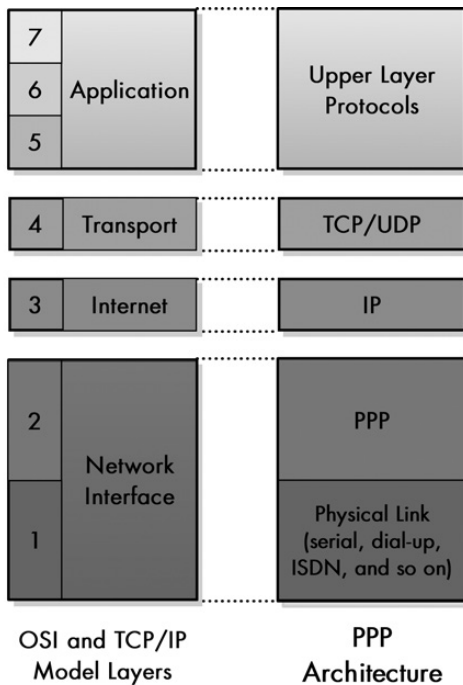 7
6
5
Application
Upper Layer
Protocols
4
Transport
TCP/UDP
3
Internet
IP
2
1
Network
Interface
PPP
Physical Link
(serial, dial-up,
ISDN, and so on)
OSI and TCP/IP
Model Layers
PPP
Architecture